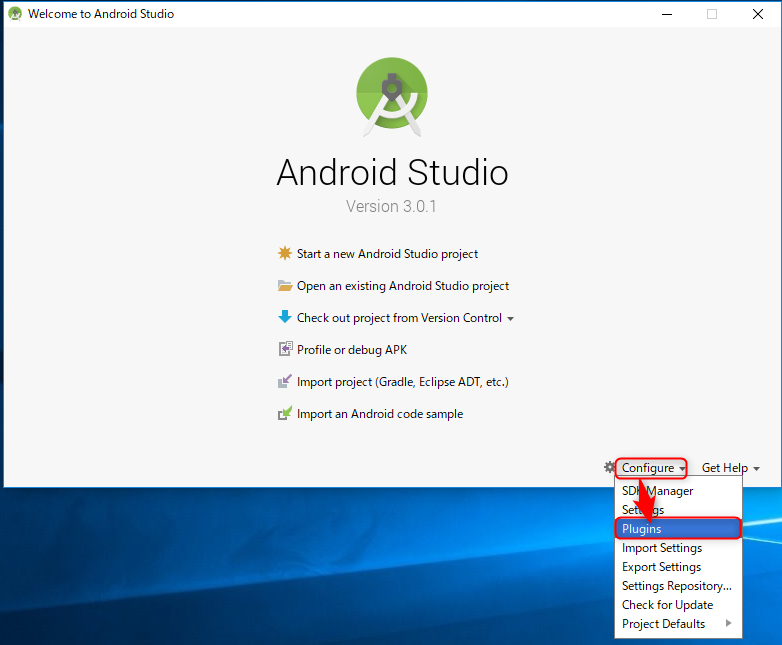 Welcome to Android Studio
Android Studio
Version 3.0.1
Start a new Android Studio project
Open an existing Android Studio project
Check out project from Version Control
Profile or debug APK
Import project (Gradle, Eclipse ADT, etc.)
Import an Android code sample
Configure Get Help
SDK Manager
Settings
Plugins
Import Settings
Export Settings
Settings Repository...
Check for Update
Project Defaults